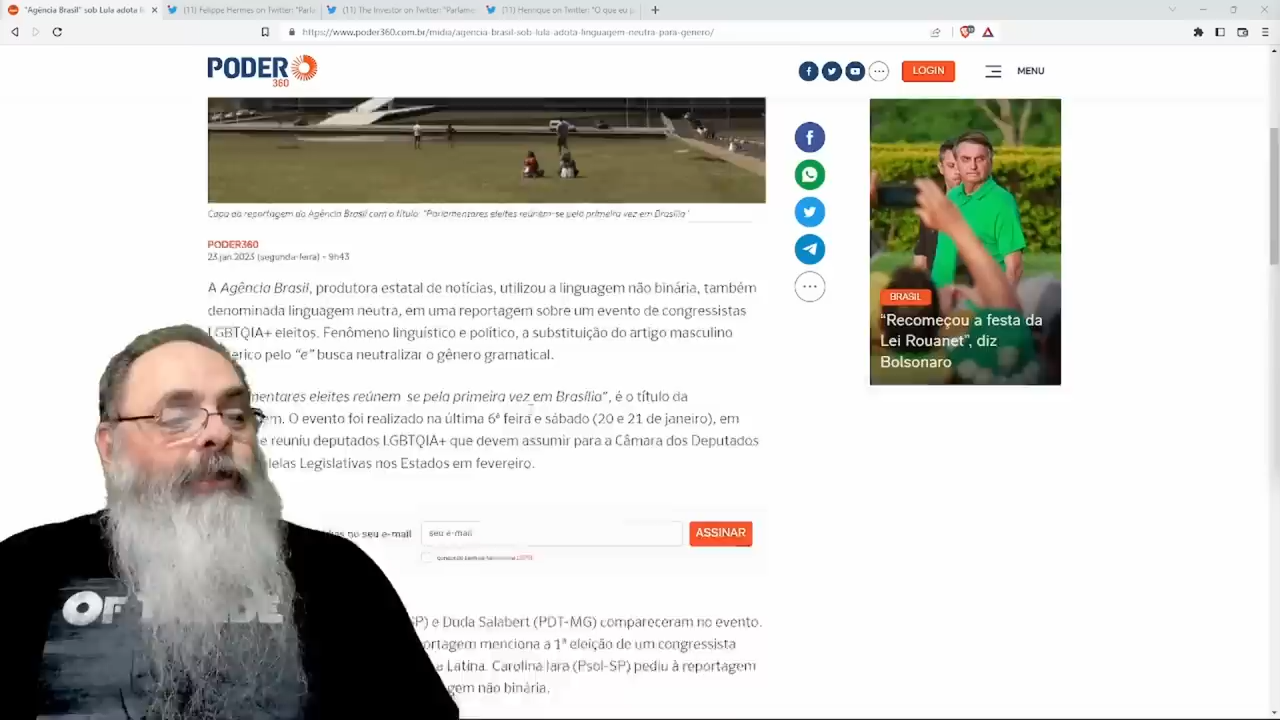 "Agência Brasil" sob Lula adota li
(11) Felippe Hermes on Twitter: "Parla
(11) The Investor on Twitter: "Parlame
(11) Henrique on Twitter: "O que eu p
https://www.poder360.com.br/midia/agencia-brasil-sob-lula-adota-linguagem-neutra-para-genero/
PODER
360
LOGIN
MENU
Capa da reportagem da Agência Brasil com o título: "Parlamentares eleites reúnem-se pela primeira vez em Brasília"
PODER360
23.jan.2023 (segunda-feira) - 9h43
A Agência Brasil, produtora estatal de notícias, utilizou a linguagem não binária, também
denominada linguagem neutra, em uma reportagem sobre um evento de congressistas
LGBTQIA+ eleitos. Fenômeno linguístico e político, a substituição do artigo masculino
érico pelo "e" busca neutralizar o gênero gramatical.
mentares eleites reúnem-se pela primeira vez em Brasília", é o título da
em. O evento foi realizado na última 6ª feira e sábado (20 e 21 de janeiro), em
e reuniu deputados LGBTQIA+ que devem assumir para a Câmara dos Deputados
leias Legislativas nos Estados em fevereiro.
no seu e-mail
seu e-mail
ASSINAR
LGPD
SP) e Duda Salabert (PDT-MG) compareceram no evento.
ortagem menciona a 1ª eleição de um congressista
a Latina. Carolina Iara (Psol-SP) pediu à reportagem
gem não binária.
BRASIL
"Recomeçou a festa da
Lei Rouanet", diz
Bolsonaro
OF
DE